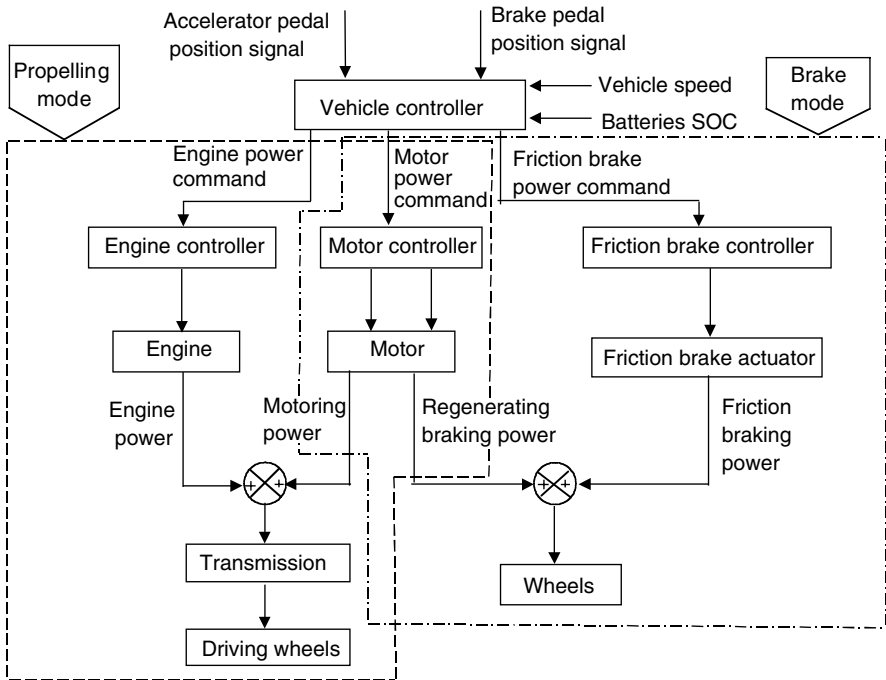 Accelerator pedal
position signal
Brake pedal
position signal
Propelling
mode
Brake
mode
Vehicle controller
Vehicle speed
Batteries SOC
Engine power
command
Motor
power
command
Friction brake
power command
Engine controller
Motor controller
Friction brake controller
Engine
Motor
Friction brake actuator
Engine
power
Motoring
power
Regenerating
braking power
Friction
braking
power
+ +
+ +
Transmission
Wheels
Driving wheels